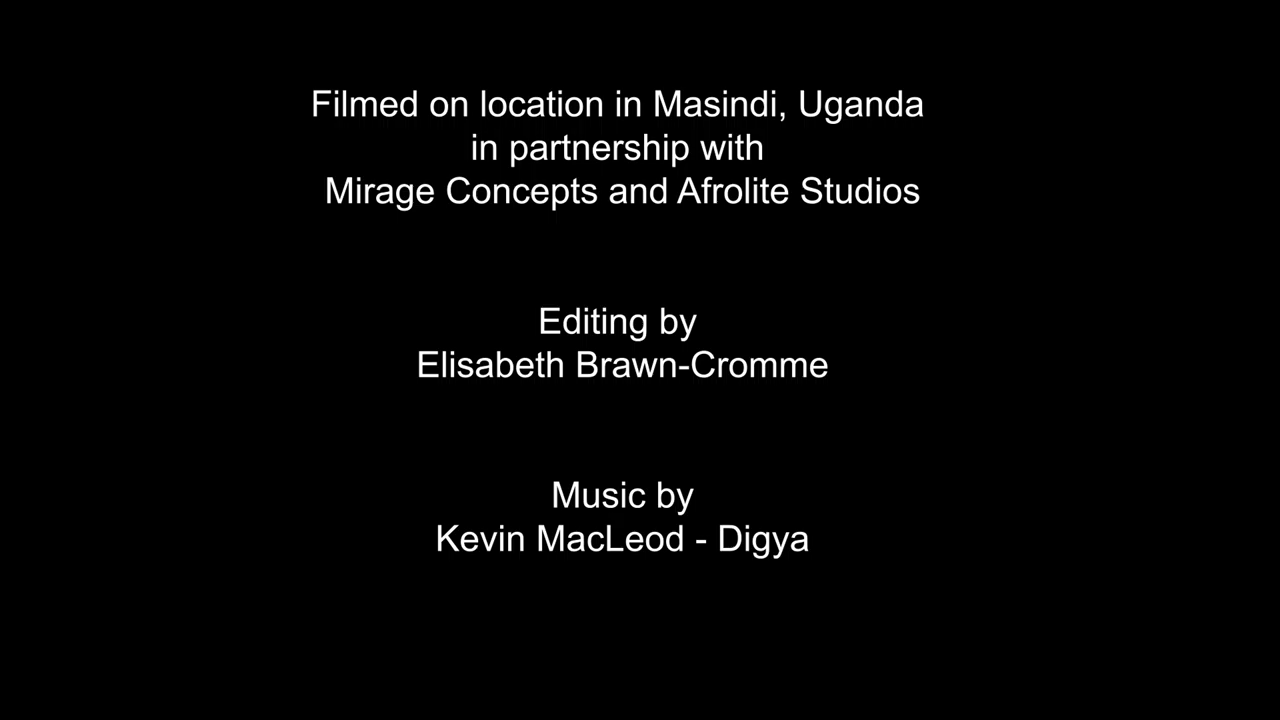 Filmed on location in Masindi, Uganda
in partnership with
Mirage Concepts and Afrolite Studios
Editing by
Elisabeth Brawn-Cromme
Music by
Kevin MacLeod - Digya